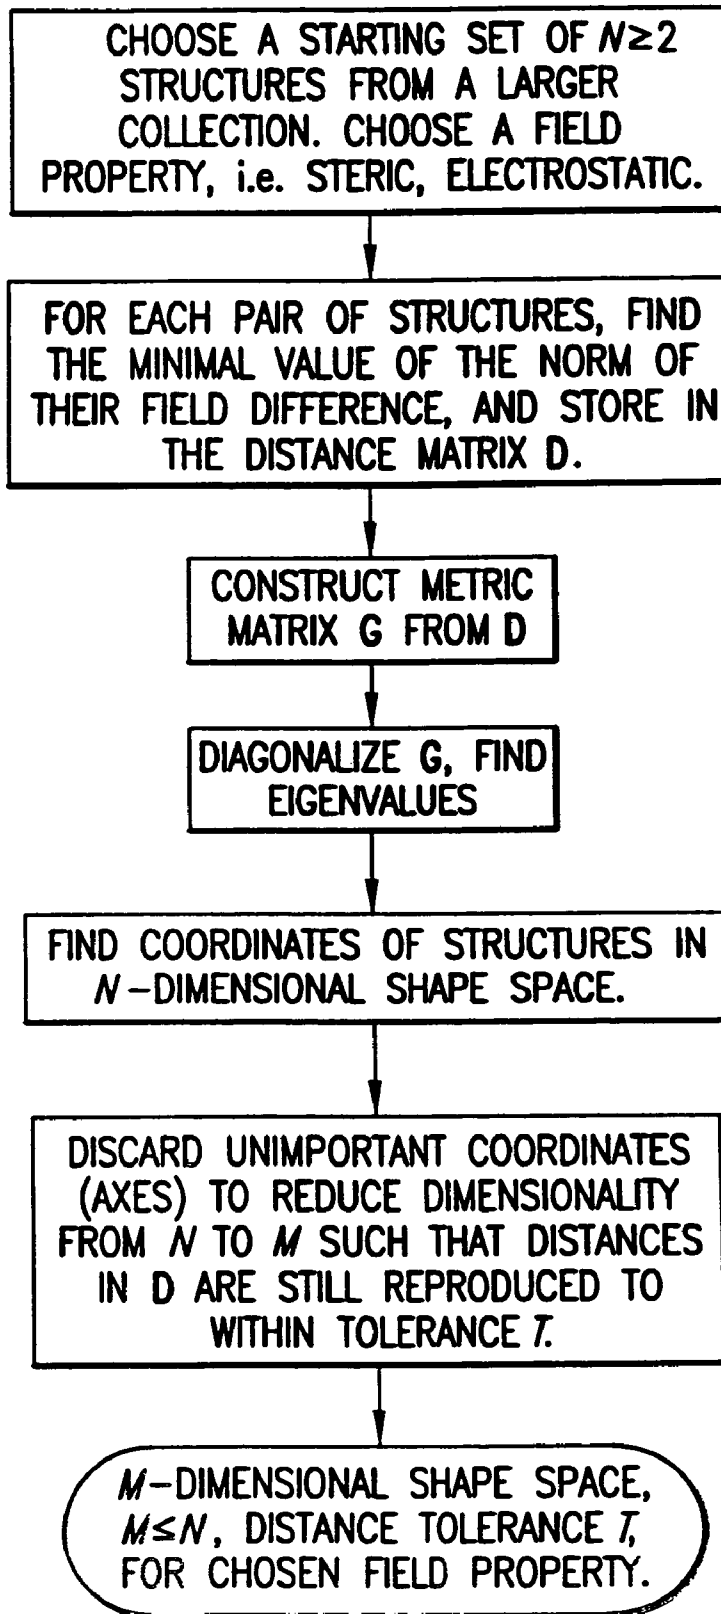 CHOOSE A STARTING SET OF N≥2
STRUCTURES FROM A LARGER
COLLECTION. CHOOSE A FIELD
PROPERTY, i.e. STERIC, ELECTROSTATIC.
FOR EACH PAIR OF STRUCTURES, FIND
THE MINIMAL VALUE OF THE NORM OF
THEIR FIELD DIFFERENCE, AND STORE IN
THE DISTANCE MATRIX D.
CONSTRUCT METRIC
MATRIX G FROM D
DIAGONALIZE G, FIND
EIGENVALUES
FIND COORDINATES OF STRUCTURES IN
N-DIMENSIONAL SHAPE SPACE.
DISCARD UNIMPORTANT COORDINATES
(AXES) TO REDUCE DIMENSIONALITY
FROM N TO M SUCH THAT DISTANCES
IN D ARE STILL REPRODUCED TO
WITHIN TOLERANCE T.
M-DIMENSIONAL SHAPE SPACE,
M≤N, DISTANCE TOLERANCE T,
FOR CHOSEN FIELD PROPERTY.